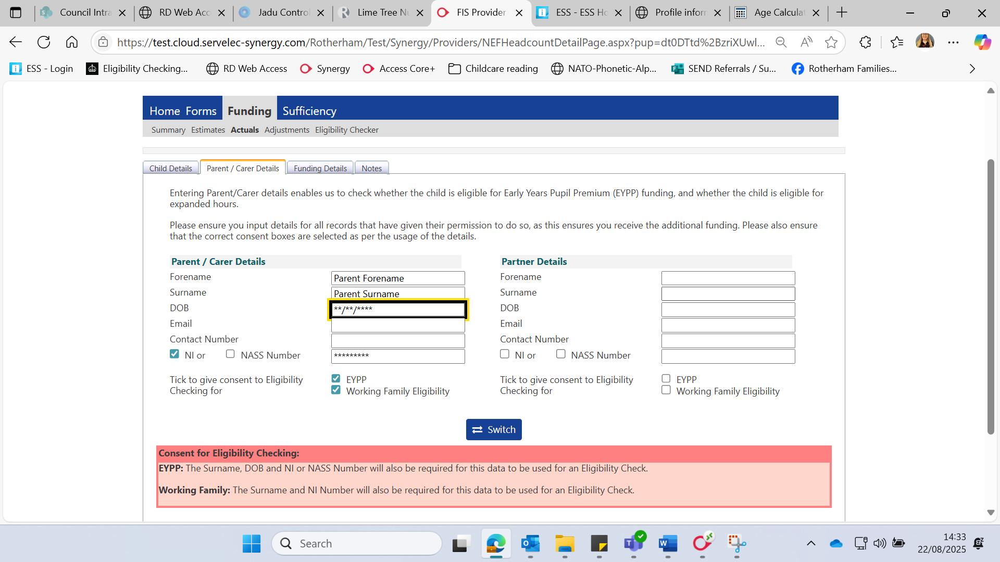 Council Intra
RD Web Acc
Jadu Control
Lime Tree Nu
FIS Provider
ESS - ESS Ho
Profile inform
Age Calculat
https://test.cloud.servelec-synergy.com/Rotherham/Test/Synergy/Providers/NEFHeadcountDetailPage.aspx?pup=dt0DTtd%2BzriXUwl...
ESS - Login
Eligibility Checking...
RD Web Access
Synergy
Access Core+
Childcare reading
NATO-Phonetic-Alp...
SEND Referrals / Su...
Rotherham Families...
Home Forms Funding Sufficiency
Summary Estimates Actuals Adjustments Eligibility Checker
Child Details Parent / Carer Details Funding Details Notes
Entering Parent/Carer details enables us to check whether the child is eligible for Early Years Pupil Premium (EYPP) funding, and whether the child is eligible for
expanded hours.
Please ensure you input details for all records that have given their permission to do so, as this ensures you receive the additional funding. Please also ensure
that the correct consent boxes are selected as per the usage of the details.
Parent / Carer Details
Forename Parent Forename
Surname Parent Surname
DOB **/**/****
Email
Contact Number
NI or NASS Number *********
Tick to give consent to Eligibility
Checking for
EYPP
Working Family Eligibility
Partner Details
Forename
Surname
DOB
Email
Contact Number
NI or NASS Number
Tick to give consent to Eligibility
Checking for
EYPP
Working Family Eligibility
Switch
Consent for Eligibility Checking:
EYPP: The Surname, DOB and NI or NASS Number will also be required for this data to be used for an Eligibility Check.
Working Family: The Surname and NI Number will also be required for this data to be used for an Eligibility Check.
Search
14:33
22/08/2025